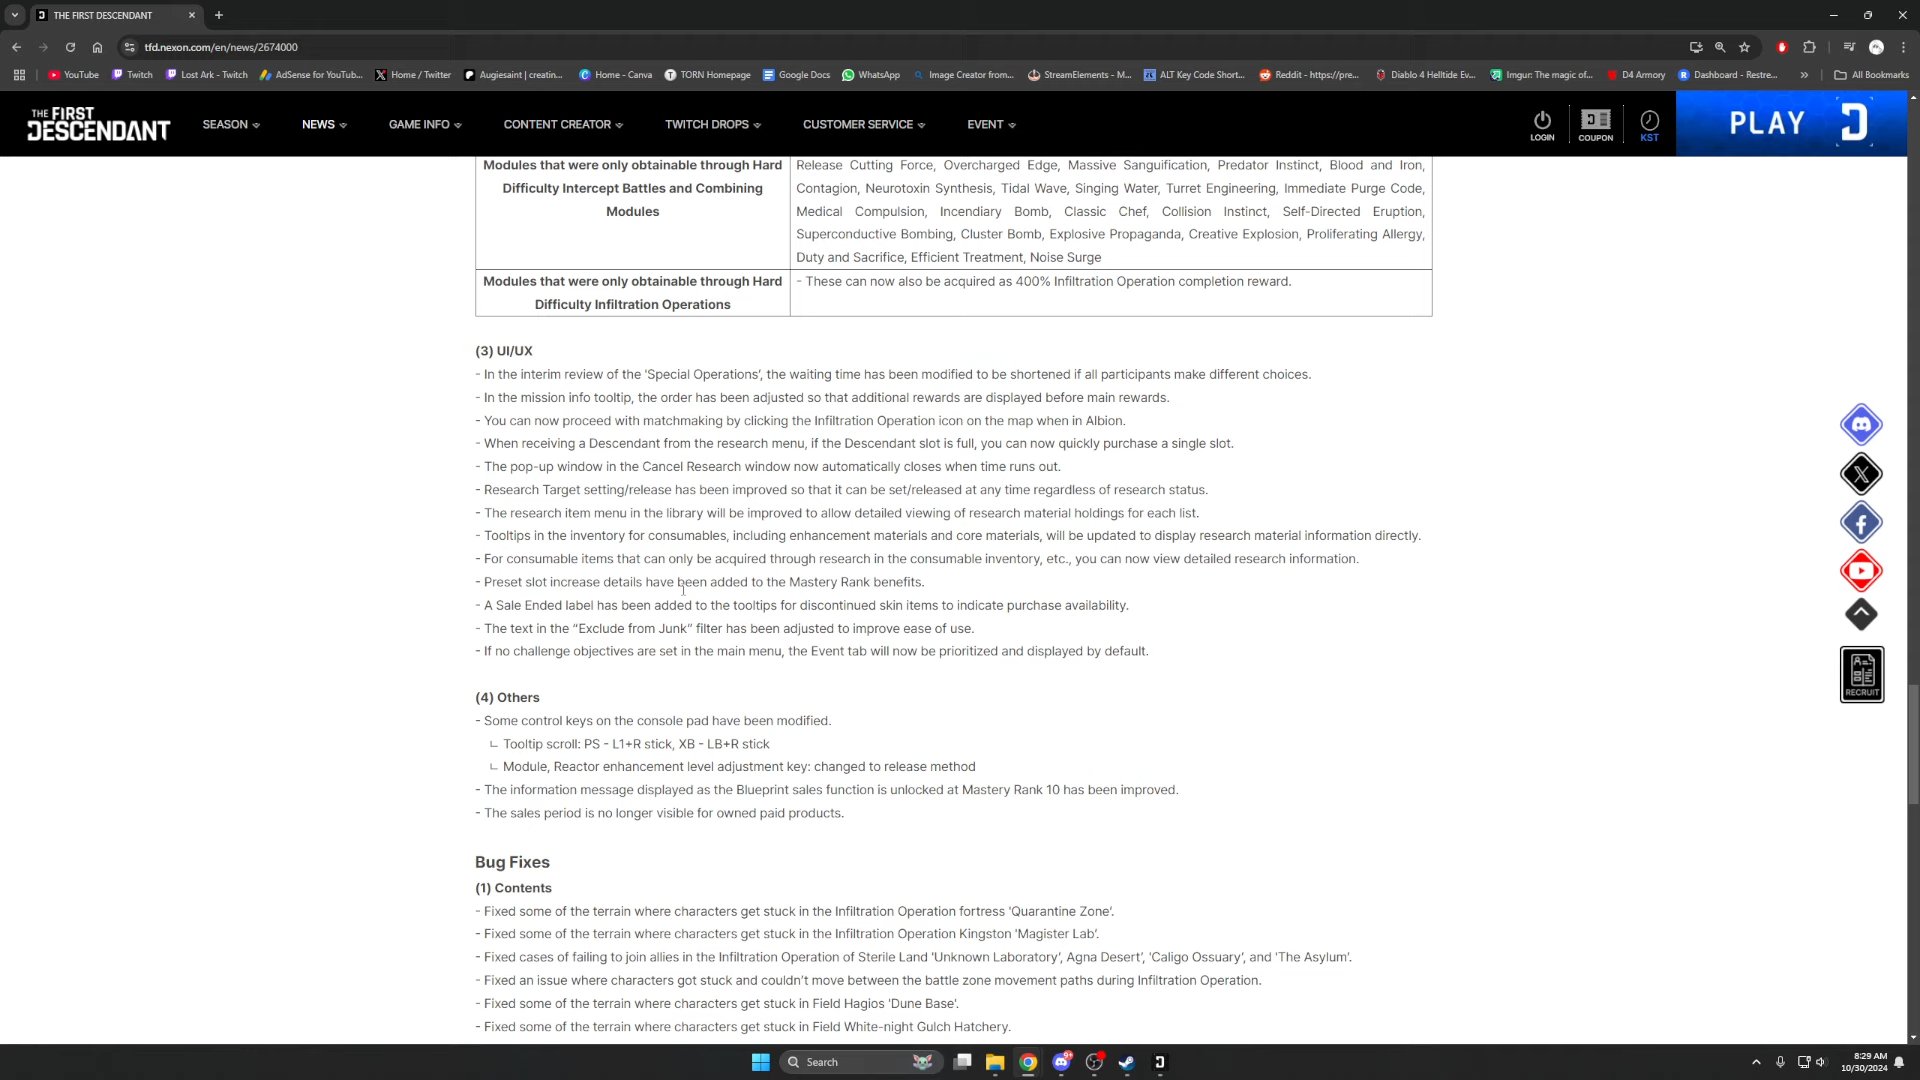 THE FIRST DESCENDANT
tfd.nexon.com/en/news/2674000
YouTube Twitch Lost Ark - Twitch AdSense for YouTub... Home / Twitter Augiesaint | creatin... Home - Canva TORN Homepage Google Docs WhatsApp Image Creator from... StreamElements - M... ALT Key Code Short... Reddit - https://pre... Diablo 4 Helltide Ev... Imgur: The magic of... D4 Armory Dashboard - Restre... » All Bookmarks
THE FIRST DESCENDANT SEASON NEWS GAME INFO CONTENT CREATOR TWITCH DROPS CUSTOMER SERVICE EVENT LOGIN COUPON KST PLAY
Modules that were only obtainable through Hard
Difficulty Intercept Battles and Combining
Modules
Release Cutting Force, Overcharged Edge, Massive Sanguification, Predator Instinct, Blood and Iron,
Contagion, Neurotoxin Synthesis, Tidal Wave, Singing Water, Turret Engineering, Immediate Purge Code,
Medical Compulsion, Incendiary Bomb, Classic Chef, Collision Instinct, Self-Directed Eruption,
Superconductive Bombing, Cluster Bomb, Explosive Propaganda, Creative Explosion, Proliferating Allergy,
Duty and Sacrifice, Efficient Treatment, Noise Surge
Modules that were only obtainable through Hard
Difficulty Infiltration Operations
- These can now also be acquired as 400% Infiltration Operation completion reward.
(3) UI/UX
- In the interim review of the 'Special Operations', the waiting time has been modified to be shortened if all participants make different choices.
- In the mission info tooltip, the order has been adjusted so that additional rewards are displayed before main rewards.
- You can now proceed with matchmaking by clicking the Infiltration Operation icon on the map when in Albion.
- When receiving a Descendant from the research menu, if the Descendant slot is full, you can now quickly purchase a single slot.
- The pop-up window in the Cancel Research window now automatically closes when time runs out.
- Research Target setting/release has been improved so that it can be set/released at any time regardless of research status.
- The research item menu in the library will be improved to allow detailed viewing of research material holdings for each list.
- Tooltips in the inventory for consumables, including enhancement materials and core materials, will be updated to display research material information directly.
- For consumable items that can only be acquired through research in the consumable inventory, etc., you can now view detailed research information.
- Preset slot increase details have been added to the Mastery Rank benefits.
- A Sale Ended label has been added to the tooltips for discontinued skin items to indicate purchase availability.
- The text in the “Exclude from Junk” filter has been adjusted to improve ease of use.
- If no challenge objectives are set in the main menu, the Event tab will now be prioritized and displayed by default.
RECRUIT
(4) Others
- Some control keys on the console pad have been modified.
ㄴ Tooltip scroll: PS - L1+R stick, XB - LB+R stick
ㄴ Module, Reactor enhancement level adjustment key: changed to release method
- The information message displayed as the Blueprint sales function is unlocked at Mastery Rank 10 has been improved.
- The sales period is no longer visible for owned paid products.
Bug Fixes
(1) Contents
- Fixed some of the terrain where characters get stuck in the Infiltration Operation fortress 'Quarantine Zone'.
- Fixed some of the terrain where characters get stuck in the Infiltration Operation Kingston 'Magister Lab'.
- Fixed cases of failing to join allies in the Infiltration Operation of Sterile Land 'Unknown Laboratory', Agna Desert', 'Caligo Ossuary', and 'The Asylum'.
- Fixed an issue where characters got stuck and couldn't move between the battle zone movement paths during Infiltration Operation.
- Fixed some of the terrain where characters get stuck in Field Hagios 'Dune Base'.
- Fixed some of the terrain where characters get stuck in Field White-night Gulch Hatchery.
Search
9+
8:29 AM
10/30/2024